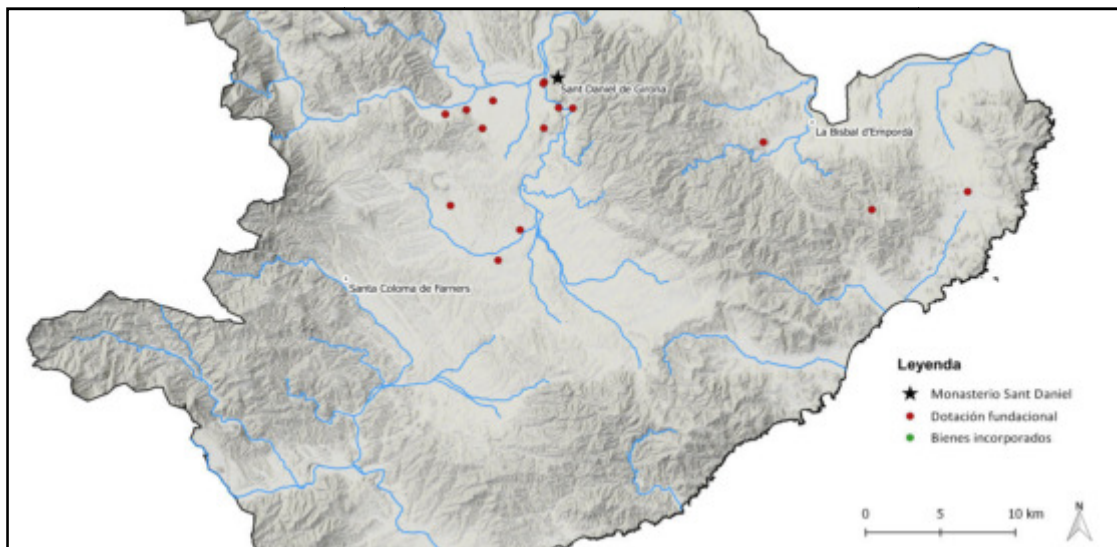 Sant Daniel de Girona
La Bisbal d'Empordà
Santa Coloma de Farners
Leyenda
Monasterio Sant Daniel
Dotación fundacional
Bienes incorporados
0 5 10 km
N